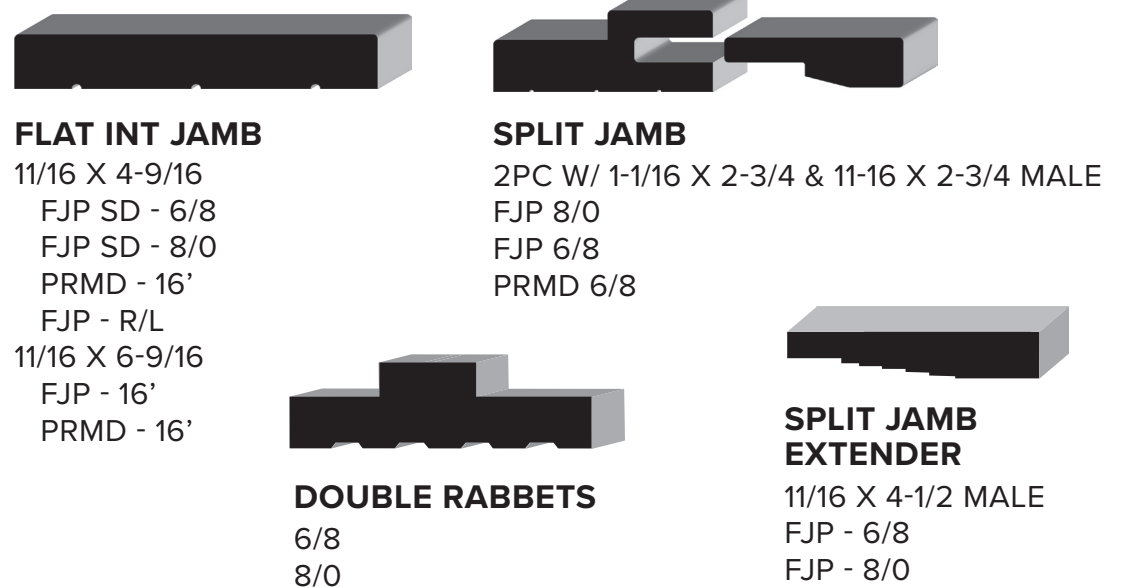 FLAT INT JAMB
11/16 X 4-9/16
FJP SD - 6/8
FJP SD - 8/0
PRMD - 16’
FJP - R/L
11/16 X 6-9/16
FJP - 16’
PRMD - 16’
SPLIT JAMB
2PC W/ 1-1/16 X 2-3/4 & 11-16 X 2-3/4 MALE
FJP 8/0
FJP 6/8
PRMD 6/8
DOUBLE RABBETS
6/8
8/0
SPLIT JAMB
EXTENDER
11/16 X 4-1/2 MALE
FJP - 6/8
FJP - 8/0